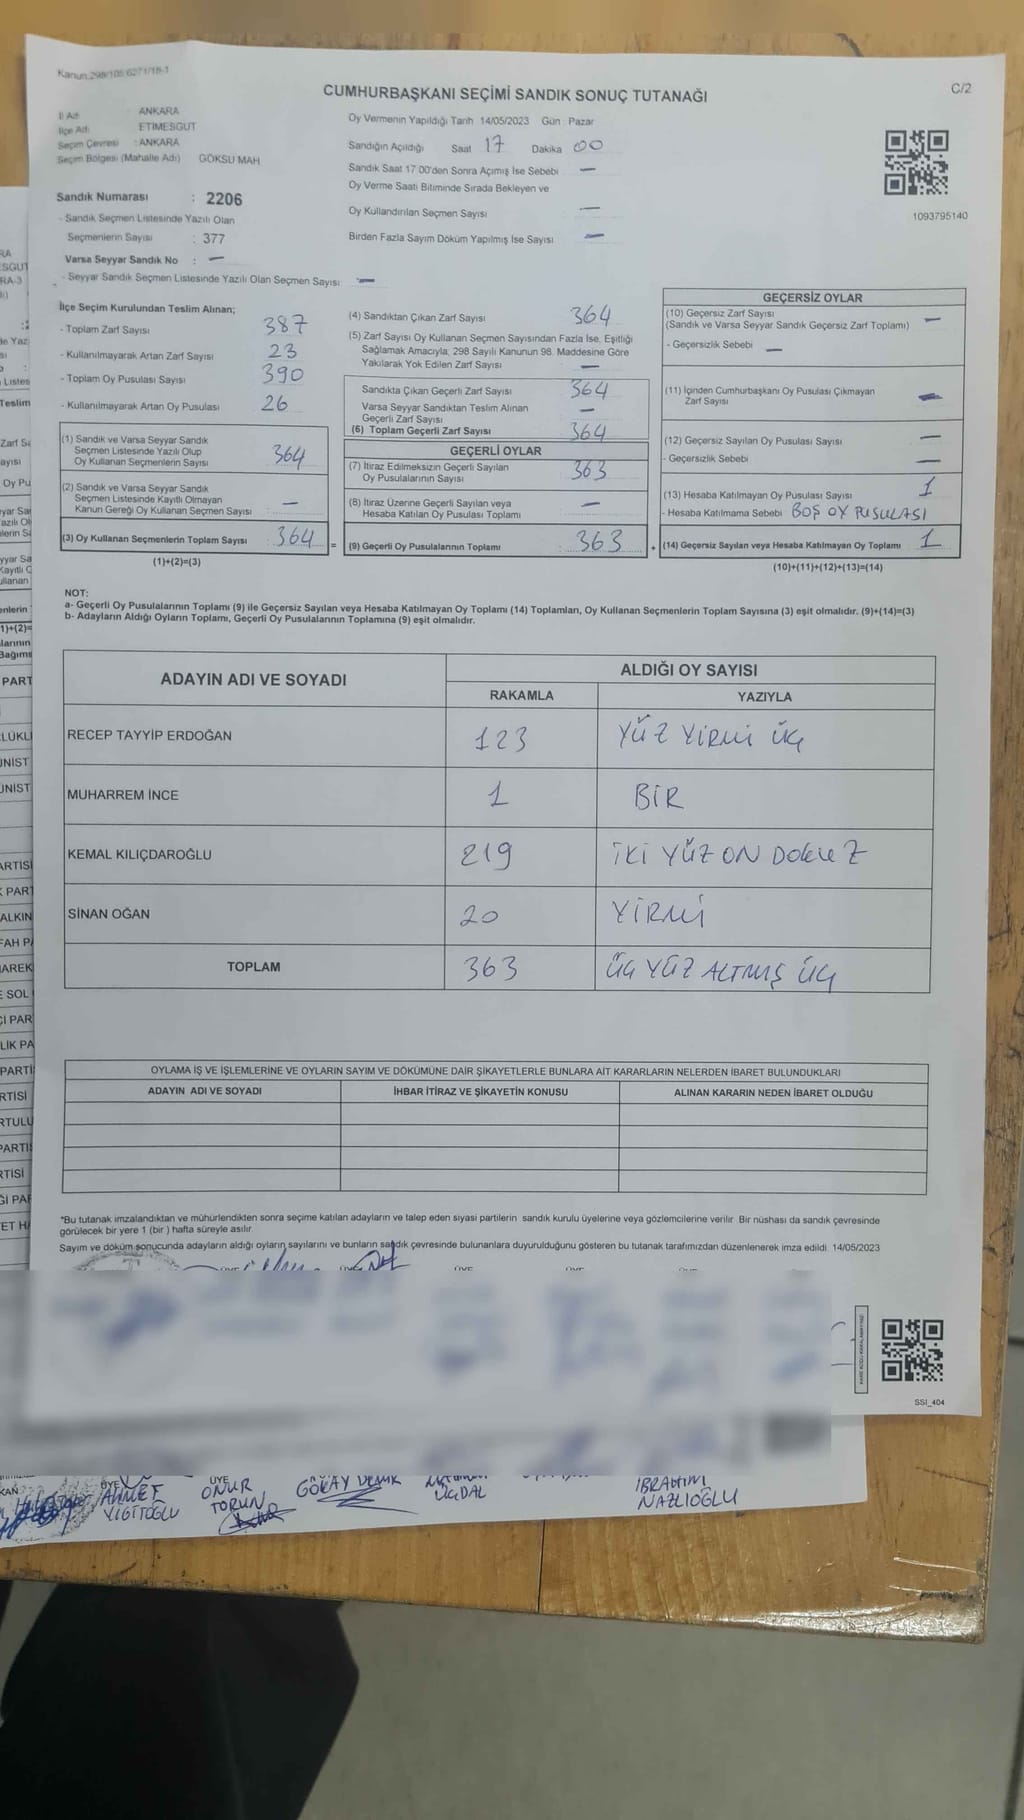 Kanun:298/105 6271/18-1
CUMHURBAŞKANI SEÇİMİ SANDIK SONUÇ TUTANAĞI
C/2
İl Adı : ANKARA
İlçe Adı : ETİMESGUT
Seçim Çevresi : ANKARA
Seçim Bölgesi (Mahalle Adı) GÖKSU MAH.
Sandık Numarası : 2206
- Sandık Seçmen Listesinde Yazılı Olan
Seçmenlerin Sayısı : 377
Varsa Seyyar Sandık No : —
- Seyyar Sandık Seçmen Listesinde Yazılı Olan Seçmen Sayısı : —
Oy Vermenin Yapıldığı Tarih 14/05/2023 Gün : Pazar
Sandığın Açıldığı Saat 17 Dakika 00
Sandık Saat 17:00'den Sonra Açımış İse Sebebi —
Oy Verme Saati Bitiminde Sırada Bekleyen ve
Oy Kullandırılan Seçmen Sayısı —
Birden Fazla Sayım Döküm Yapılmış İse Sayısı —
1093795140
İlçe Seçim Kurulundan Teslim Alınan;
- Toplam Zarf Sayısı 387
- Kullanılmayarak Artan Zarf Sayısı 23
- Toplam Oy Pusulası Sayısı 390
- Kullanılmayarak Artan Oy Pusulası 26
(1) Sandık ve Varsa Seyyar Sandık
Seçmen Listesinde Yazılı Olup
Oy Kullanan Seçmenlerin Sayısı 364
(2) Sandık ve Varsa Seyyar Sandık
Seçmen Listesinde Kayıtlı Olmayan
Kanun Gereği Oy Kullanan Seçmen Sayısı —
(3) Oy Kullanan Seçmenlerin Toplam Sayısı 364
(1)+(2)=(3)
(4) Sandıktan Çıkan Zarf Sayısı 364
(5) Zarf Sayısı Oy Kullanan Seçmen Sayısından Fazla İse, Eşitliği
Sağlamak Amacıyla; 298 Sayılı Kanunun 98. Maddesine Göre
Yakılarak Yok Edilen Zarf Sayısı —
Sandıkta Çıkan Geçerli Zarf Sayısı 364
Varsa Seyyar Sandıktan Teslim Alınan
Geçerli Zarf Sayısı —
(6) Toplam Geçerli Zarf Sayısı 364
GEÇERLİ OYLAR
(7) İtiraz Edilmeksizin Geçerli Sayılan
Oy Pusulalarının Sayısı 363
(8) İtiraz Üzerine Geçerli Sayılan veya
Hesaba Katılan Oy Pusulası Toplamı —
= (9) Geçerli Oy Pusulalarının Toplamı : 363 +
GEÇERSİZ OYLAR
(10) Geçersiz Zarf Sayısı
(Sandık ve Varsa Seyyar Sandık Geçersiz Zarf Toplamı) —
- Geçersizlik Sebebi —
(11) İçinden Cumhurbaşkanı Oy Pusulası Çıkmayan
Zarf Sayısı —
(12) Geçersiz Sayılan Oy Pusulası Sayısı —
- Geçersizlik Sebebi —
(13) Hesaba Katılmayan Oy Pusulası Sayısı 1
- Hesaba Katılmama Sebebi BOŞ OY PUSULASI
(14) Geçersiz Sayılan veya Hesaba Katılmayan Oy Toplamı 1
(10)+(11)+(12)+(13)=(14)
NOT:
a- Geçerli Oy Pusulalarının Toplamı (9) ile Geçersiz Sayılan veya Hesaba Katılmayan Oy Toplamı (14) Toplamları, Oy Kullanan Seçmenlerin Toplam Sayısına (3) eşit olmalıdır. (9)+(14)=(3)
b- Adayların Aldığı Oyların Toplamı, Geçerli Oy Pusulalarının Toplamına (9) eşit olmalıdır.
ADAYIN ADI VE SOYADI ALDIĞI OY SAYISI
RAKAMLA YAZIYLA
RECEP TAYYİP ERDOĞAN 123 YÜZ YİRMİ ÜÇ
MUHARREM İNCE 1 BİR
KEMAL KILIÇDAROĞLU 219 İKİ YÜZ ON DOKUZ
SİNAN OĞAN 20 YİRMİ
TOPLAM 363 ÜÇ YÜZ ALTMIŞ ÜÇ
OYLAMA İŞ VE İŞLEMLERİNE VE OYLARIN SAYIM VE DÖKÜMÜNE DAİR ŞİKAYETLERLE BUNLARA AİT KARARLARIN NELERDEN İBARET BULUNDUKLARI
ADAYIN ADI VE SOYADI İHBAR İTİRAZ VE ŞİKAYETİN KONUSU ALINAN KARARIN NEDEN İBARET OLDUĞU
*Bu tutanak imzalandıktan ve mühürlendikten sonra seçime katılan adayların ve talep eden siyasi partilerin sandık kurulu üyelerine veya gözlemcilerine verilir. Bir nüshası da sandık çevresinde
görülecek bir yere 1 (bir ) hafta süreyle asılır.
Sayım ve döküm sonucunda adayların aldığı oyların sayılarını ve bunların sandık çevresinde bulunanlara duyurulduğunu gösteren bu tutanak tarafımızdan düzenlenerek imza edildi. 14/05/2023
SSİ_404
ÜYE ÜYE
AHMET ONUR GÖKAY İBRAHİM
YİĞİTOĞLU TORUN ÜÇDAL NAZLIOĞLU